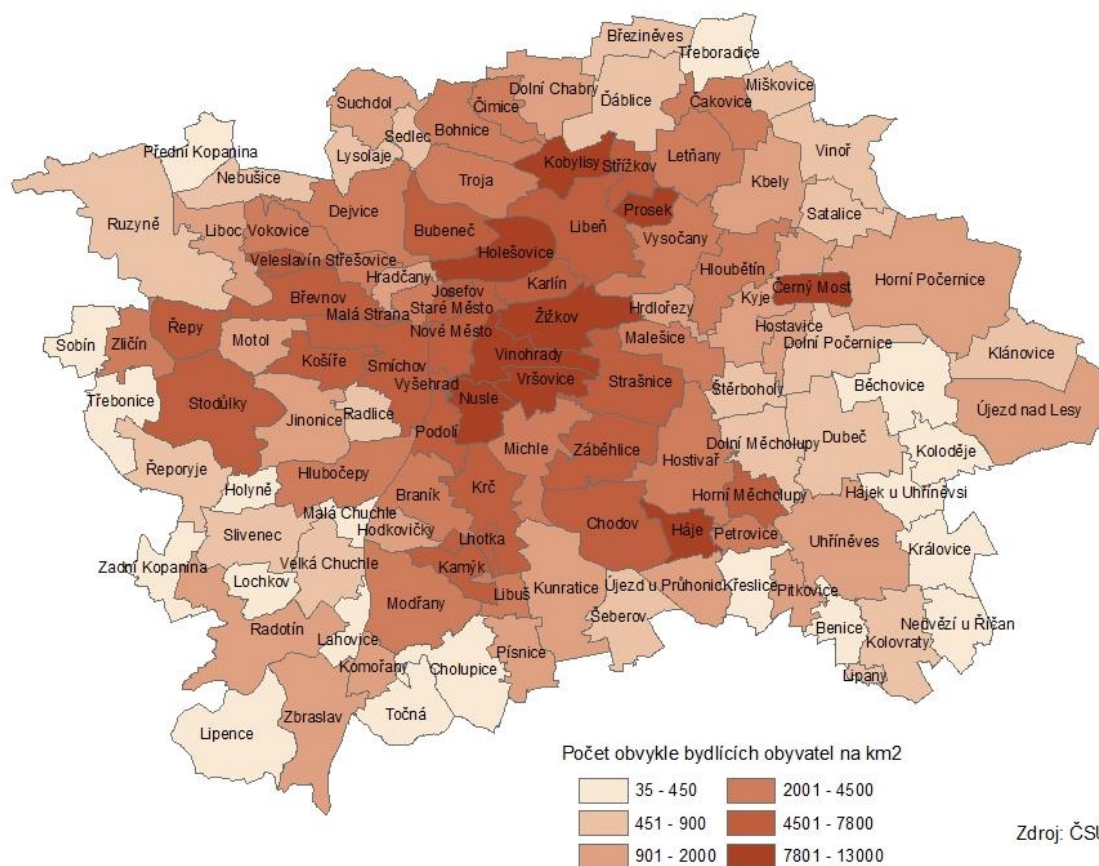 Březiněves
Třeboradice
Dolní Chabry
Miškovice
Suchdol
Čimice
Ďáblice
Čakovice
Bohnice
Sedlec
Přední Kopanina
Lysolaje
Kobylisy
Střížkov
Letňany
Vinoř
Nebušice
Troja
Kbely
Ruzyně
Dejvice
Prosek
Satalice
Liboc
Vokovice
Bubeneč
Libeň
Vysočany
Holešovice
Veleslavín
Střešovice
Hloubětín
Horní Počernice
Hradčany
Karlín
Černý Most
Břevnov
Josefov
Kyje
Malá Strana
Staré Město
Hrdlořezy
Řepy
Žižkov
Hostavice
Sobín
Zličín
Motol
Nové Město
Malešice
Dolní Počernice
Klánovice
Košíře
Smíchov
Vinohrady
Vyšehrad
Vršovice
Strašnice
Štěrboholy
Běchovice
Třebonice
Stodůlky
Nusle
Újezd nad Lesy
Jinonice
Radlice
Podolí
Michle
Dolní Měcholupy
Dubeč
Záběhlice
Koloděje
Řeporyje
Hlubočepy
Hostivař
Holyně
Braník
Krč
Horní Měcholupy
Hájek u Uhříněvsi
Malá Chuchle
Hodkovičky
Chodov
Háje
Petrovice
Slivenec
Lhotka
Uhříněves
Královice
Zadní Kopanina
Velká Chuchle
Kamýk
Lochkov
Libuš
Kunratice
Újezd u Průhonic
Křeslice
Pitkovice
Modřany
Šeberov
Radotín
Lahovice
Benice
Nedvězí u Říčan
Kolovraty
Písnice
Komořany
Cholupice
Lipany
Zbraslav
Točná
Lipence
Počet obvykle bydlících obyvatel na km2
35 - 450
2001 - 4500
451 - 900
4501 - 7800
901 - 2000
7801 - 13000
Zdroj: ČSÚ